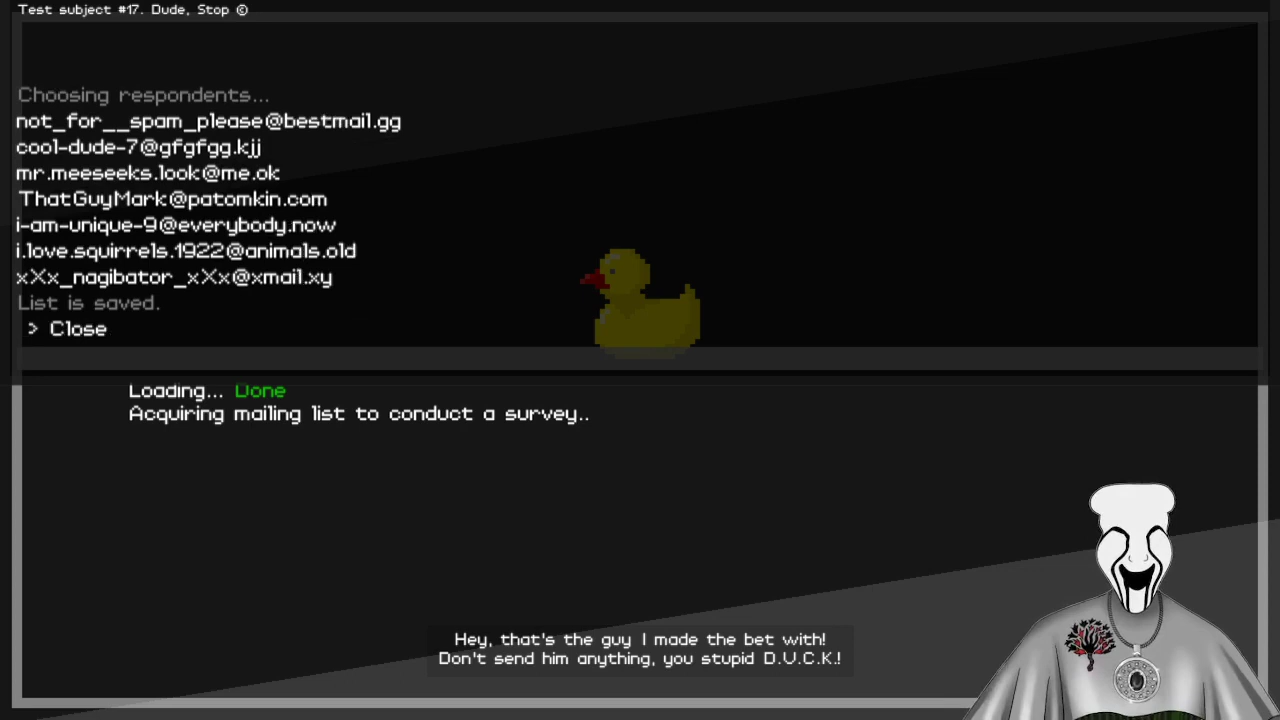 Test subject #17. Dude, Stop ©
Choosing respondents...
not_for__spam_please@bestmail.gg
cool-dude-7@gfgfgg.kjj
mr.meeseeks.look@me.ok
ThatGuyMark@patomkin.com
i-am-unique-9@everybody.now
i.love.squirrels.1922@animals.old
xXx_nagibator_xXx@xmail.xy
List is saved.
> Close
Loading... Done
Acquiring mailing list to conduct a survey..
Hey, that's the guy I made the bet with!
Don't send him anything, you stupid D.U.C.K.!